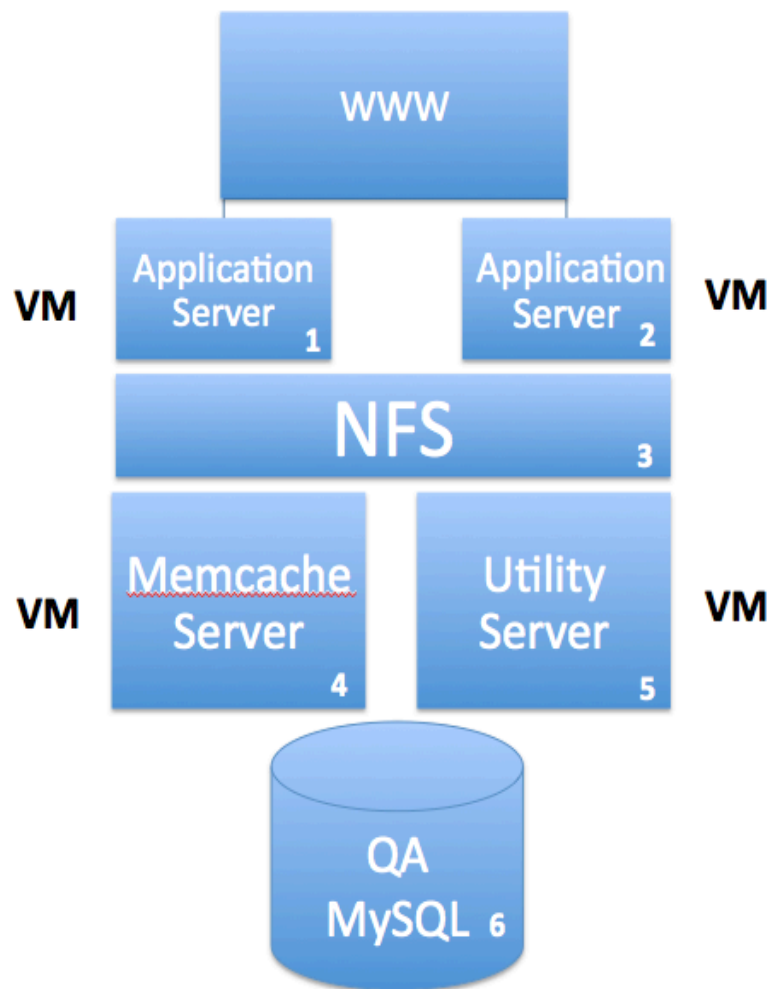 WWW
VM
Application
Server 1
Application
Server 2
VM
NFS 3
VM
Memcache
Server
4
Utility
Server
5
VM
QA
MySQL 6